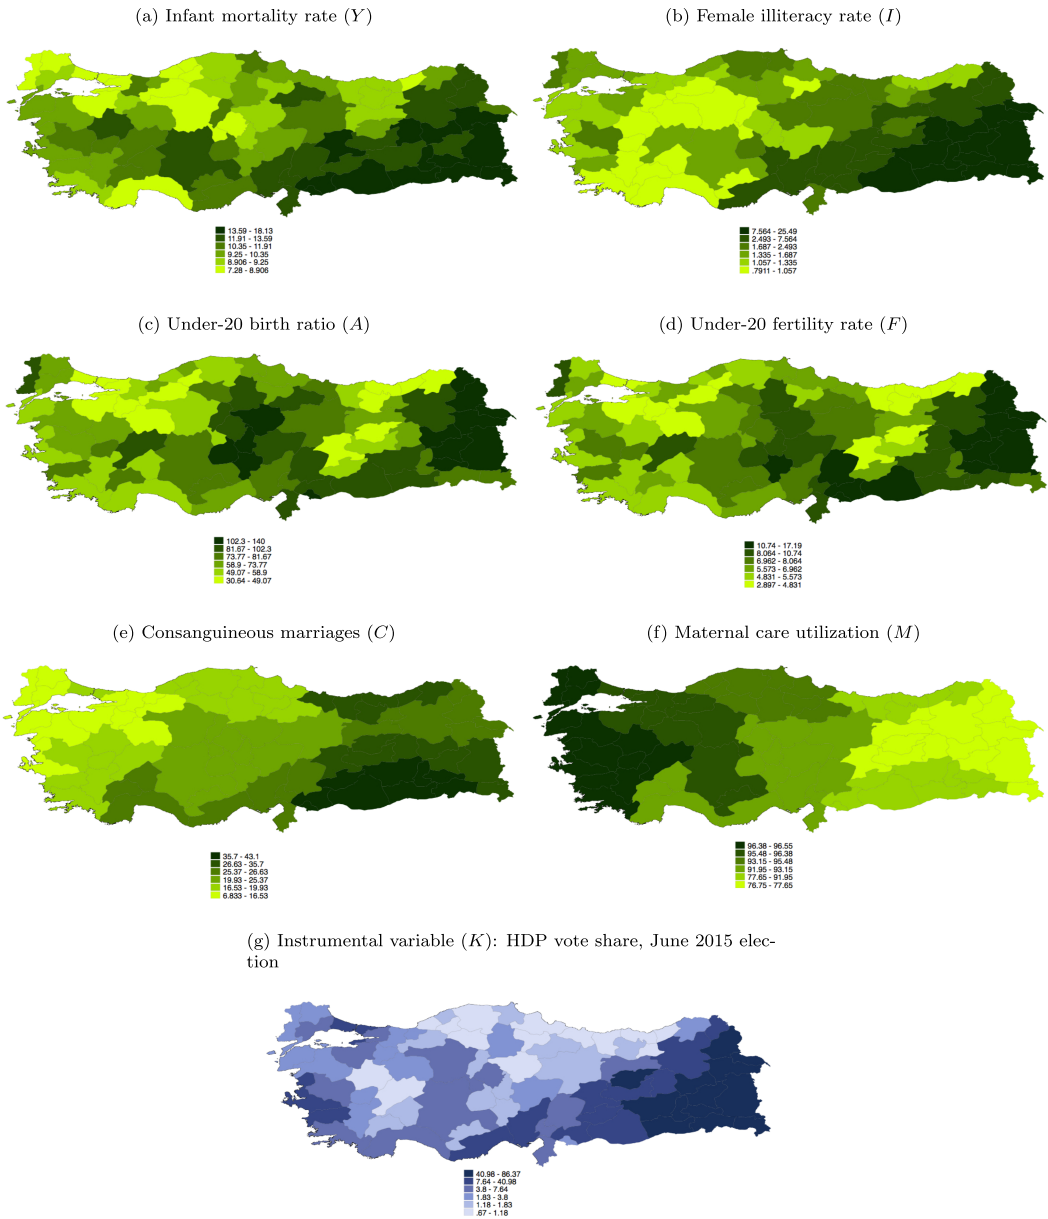 (a) Infant mortality rate (Y)
(b) Female illiteracy rate (I)
13.59 - 18.13
11.91 - 13.59
10.35 - 11.91
9.25 - 10.35
8.906 - 9.25
7.28 - 8.906
7.564 - 25.49
2.493 - 7.564
1.687 - 2.493
1.335 - 1.687
1.057 - 1.335
.7911 - 1.057
(c) Under-20 birth ratio (A)
(d) Under-20 fertility rate (F)
102.3 - 140
81.67 - 102.3
73.77 - 81.67
58.9 - 73.77
49.07 - 58.9
30.64 - 49.07
10.74 - 17.19
8.064 - 10.74
6.962 - 8.064
5.573 - 6.962
4.831 - 5.573
2.897 - 4.831
(e) Consanguineous marriages (C)
(f) Maternal care utilization (M)
35.7 - 43.1
26.63 - 35.7
25.37 - 26.63
19.93 - 25.37
16.53 - 19.93
6.833 - 16.53
96.38 - 96.55
95.48 - 96.38
93.15 - 95.48
91.95 - 93.15
77.65 - 91.95
76.75 - 77.65
(g) Instrumental variable (K): HDP vote share, June 2015 elec-
tion
40.98 - 86.37
7.64 - 40.98
3.8 - 7.64
1.83 - 3.8
1.18 - 1.83
.67 - 1.18